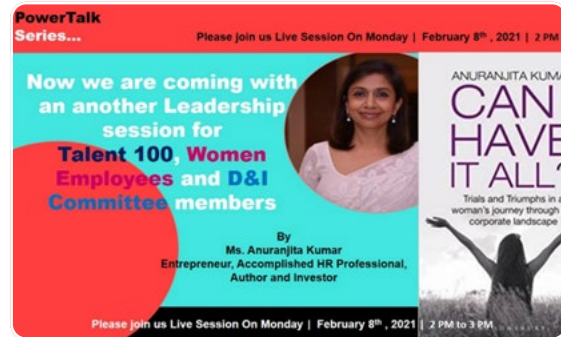 PowerTalk
Series...
Please join us Live Session On Monday | February 8th , 2021 | 2 PM
Now we are coming with
an another Leadership
session for
Talent 100, Women
Employees and D&I
Committee members
By
Ms. Anuranjita Kumar
Entrepreneur, Accomplished HR Professional,
Author and Investor
ANURANJITA KUMA
CAN
HAVE
IT ALL?
Trials and Triumphs in a
woman's journey through
corporate landscape
Please join us Live Session On Monday | February 8th , 2021 | 2 PM to 3 PM